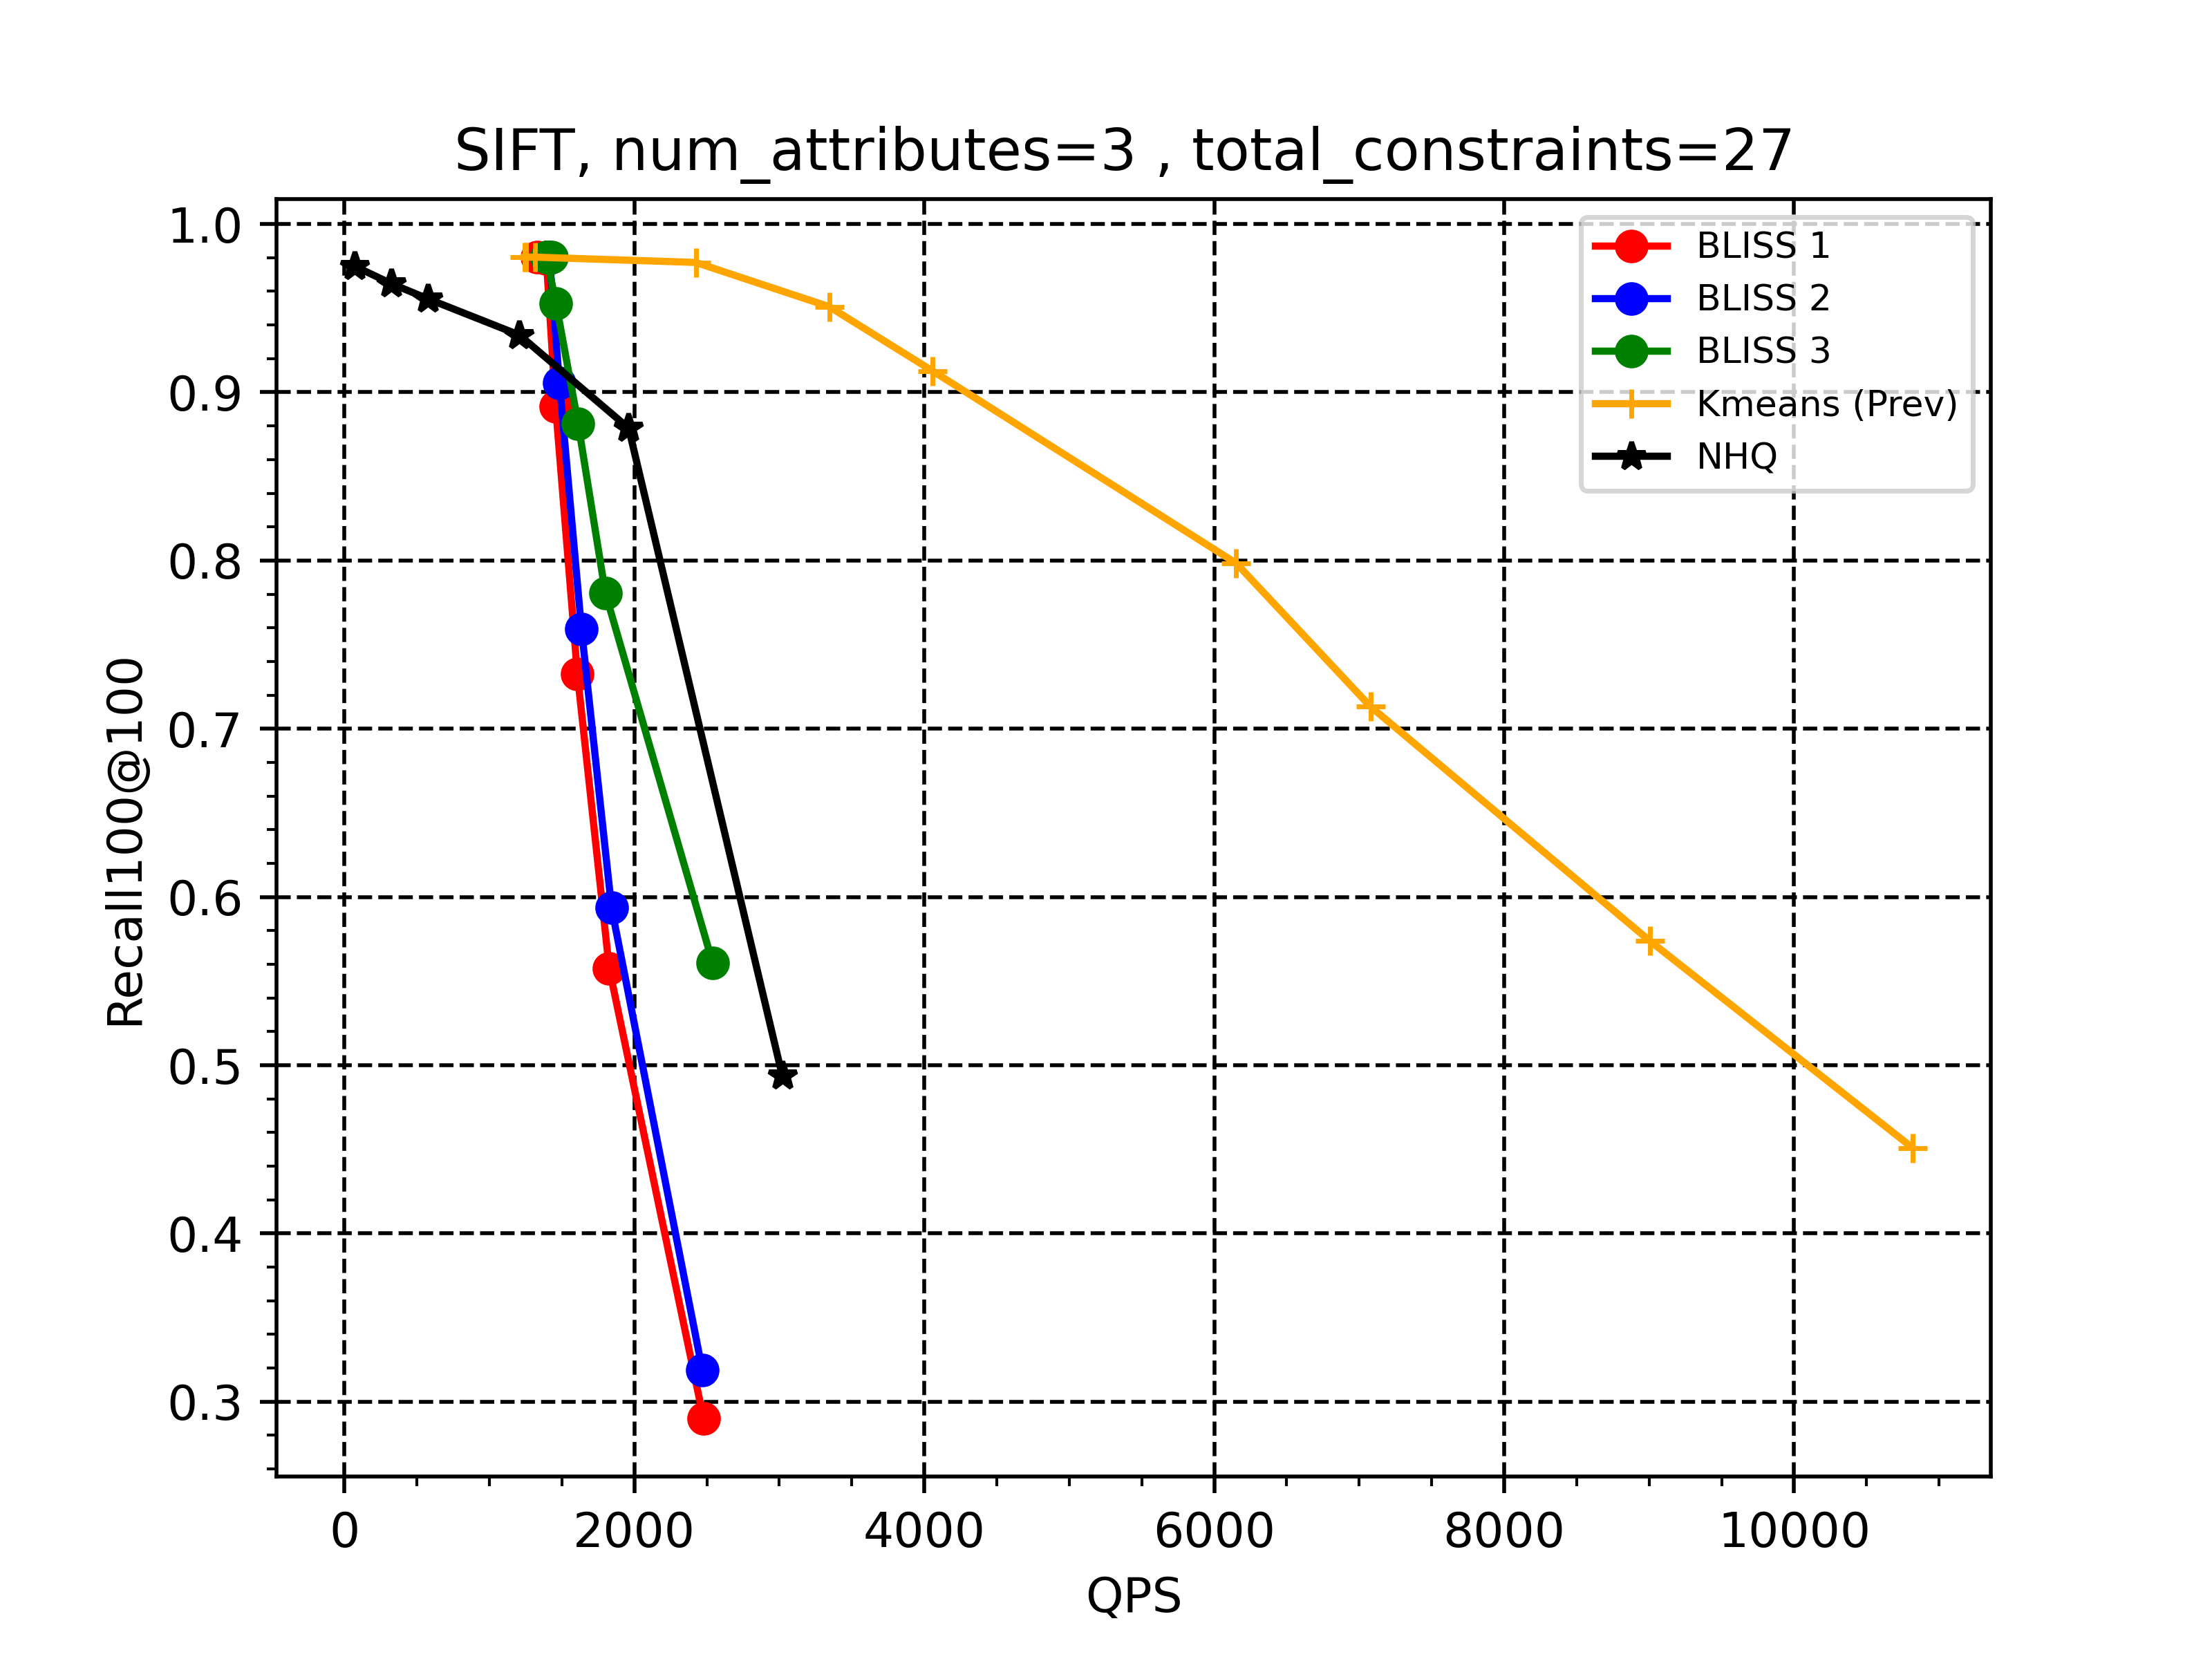 SIFT, num_attributes=3 , total_constraints=27
1.0
0.9
0.8
0.7
0.6
0.5
0.4
0.3
Recall100@100
BLISS 1
BLISS 2
BLISS 3
Kmeans (Prev)
NHQ
0 2000 4000 6000 8000 10000
QPS